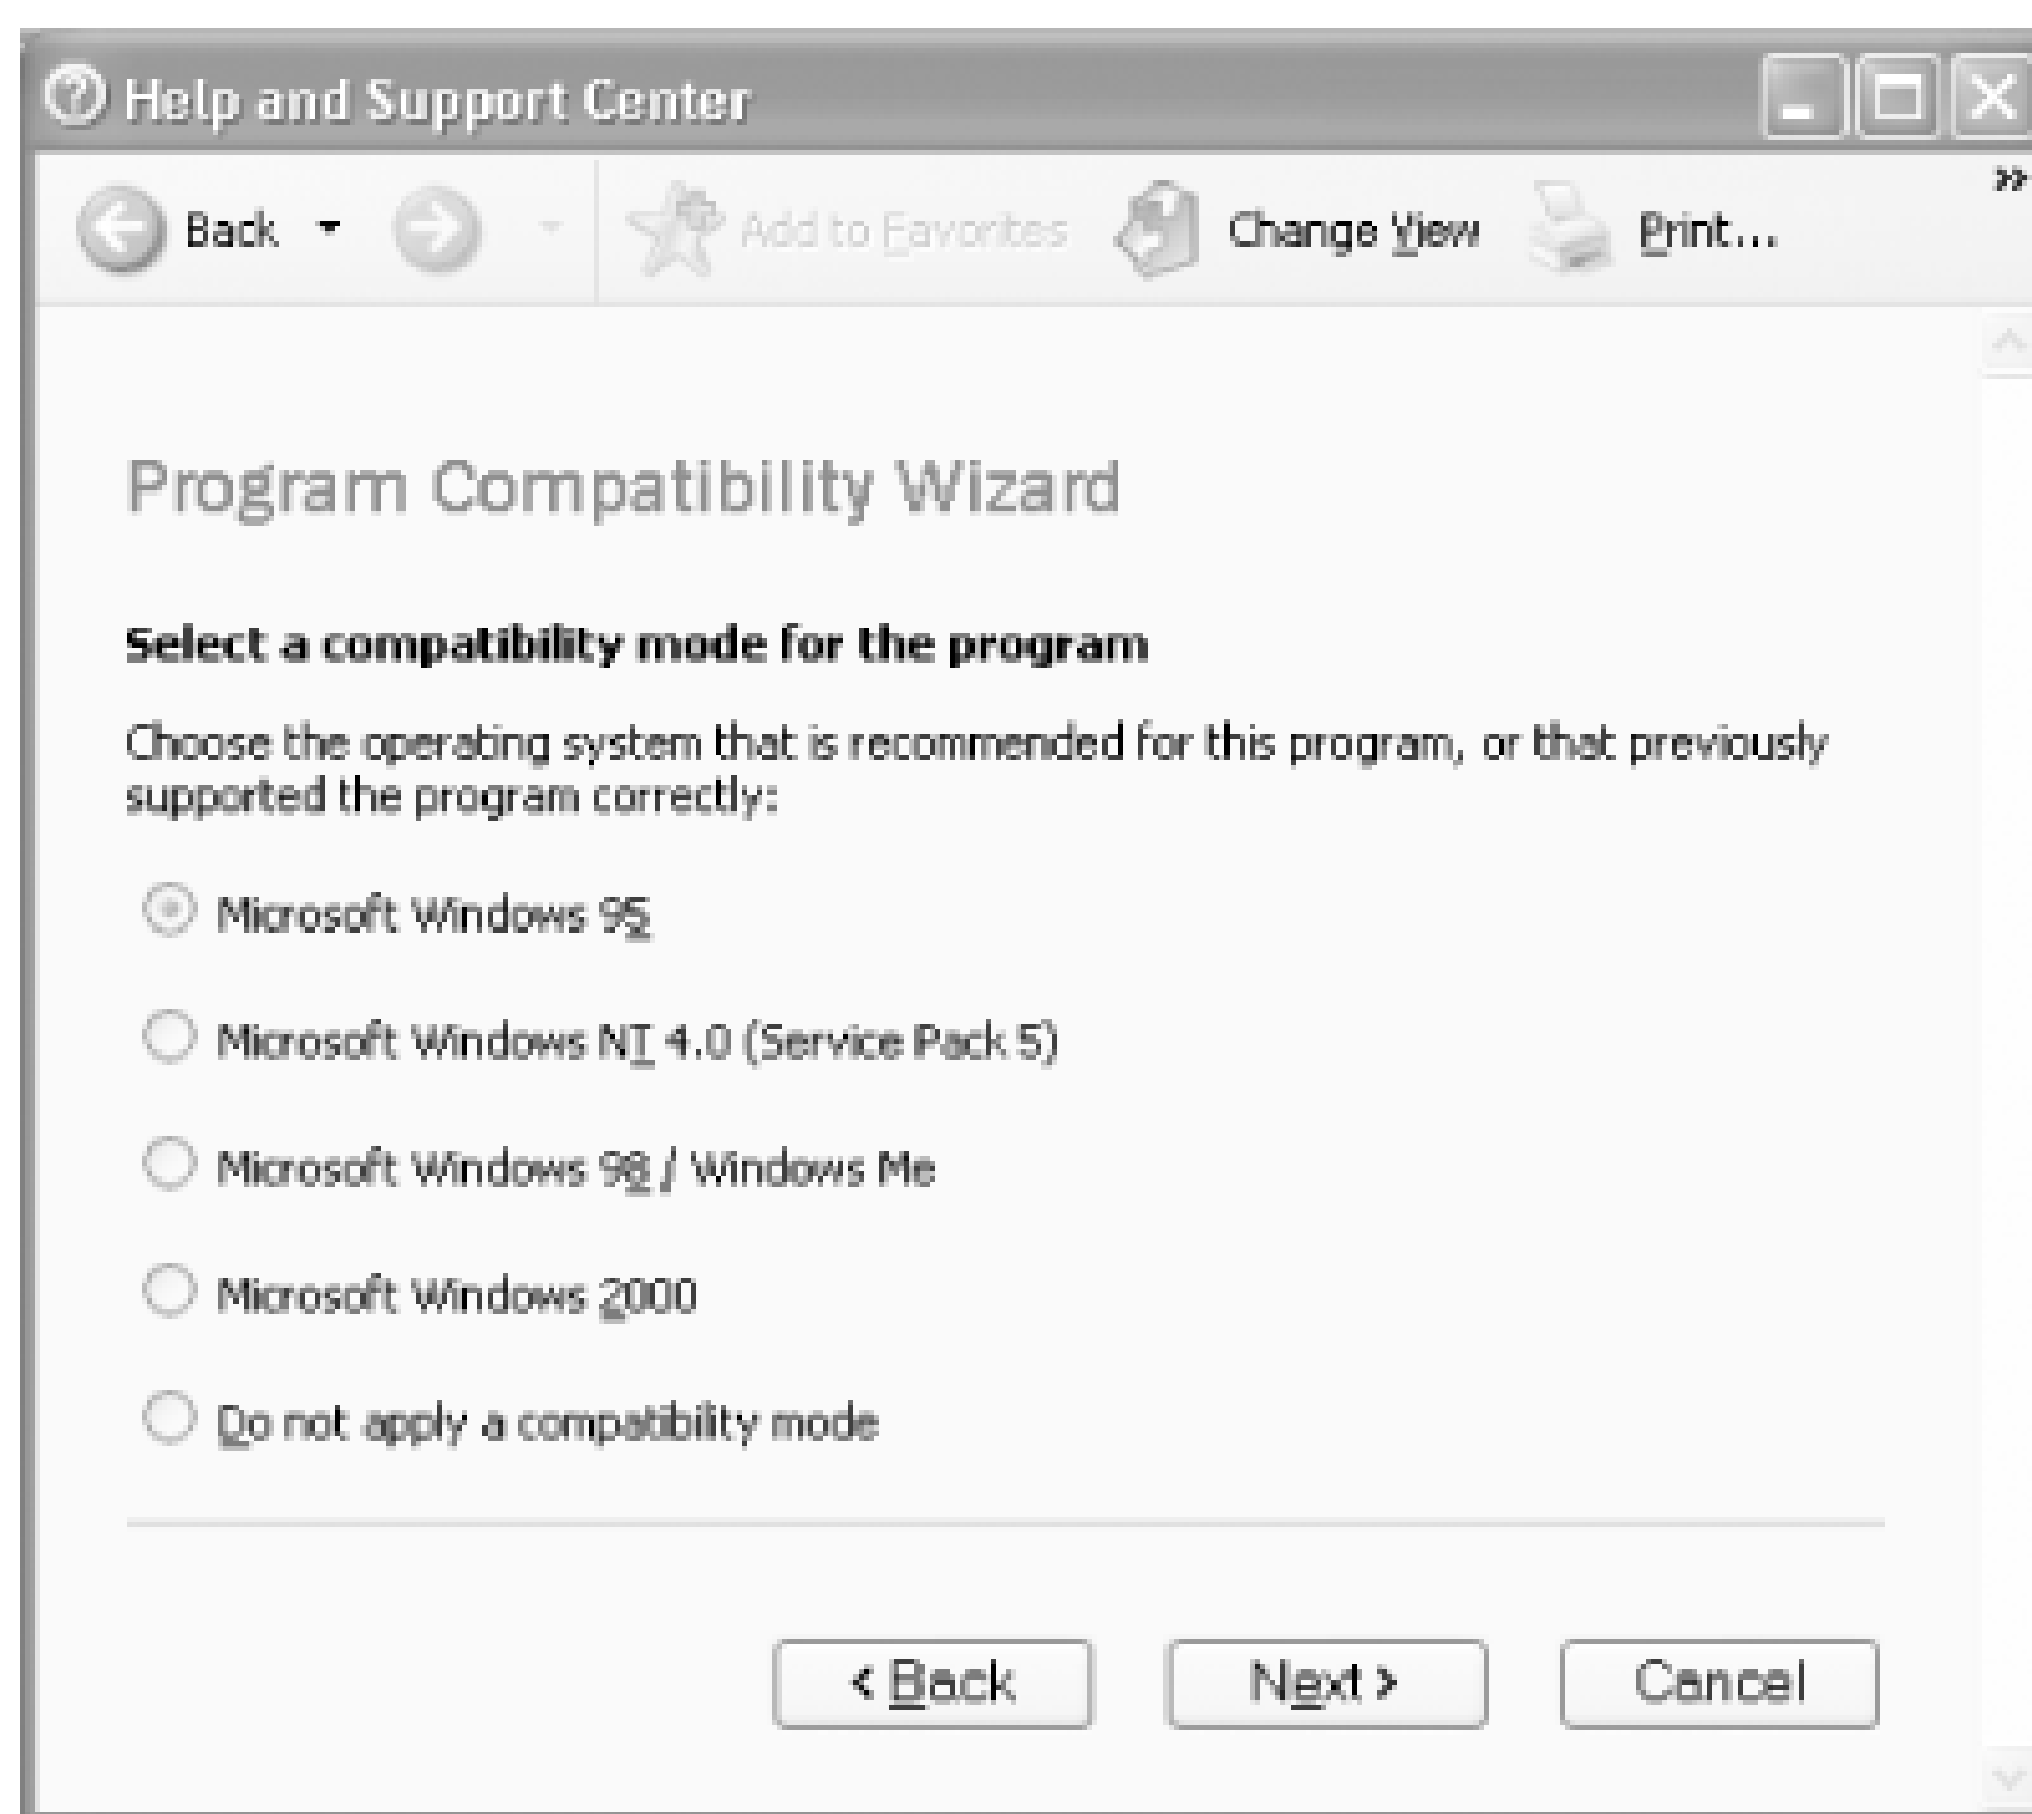 Help and Support Center
Back Add to Favorites Change View Print... »
Program Compatibility Wizard
Select a compatibility mode for the program
Choose the operating system that is recommended for this program, or that previously
supported the program correctly:
Microsoft Windows 95
Microsoft Windows NT 4.0 (Service Pack 5)
Microsoft Windows 98 / Windows Me
Microsoft Windows 2000
Do not apply a compatibility mode
< Back Next > Cancel